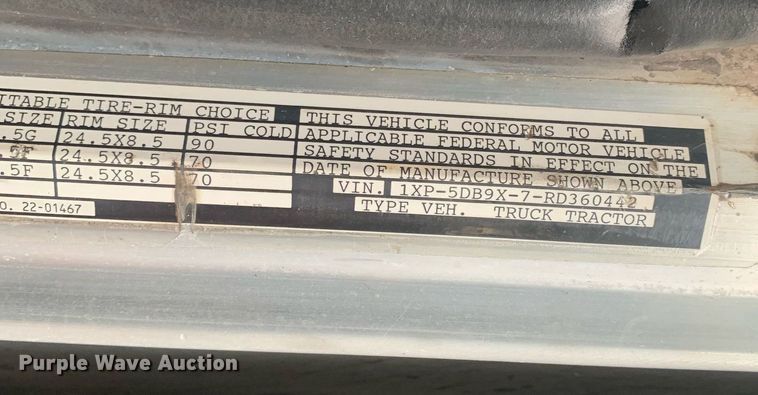 ITABLE TIRE-RIM CHOICE
SIZE RIM SIZE PSI COLD
.5G 24.5X8.5 90
.5F 24.5X8.5 70
.5F 24.5X8.5 70
O. 22-01467
THIS VEHICLE CONFORMS TO ALL
APPLICABLE FEDERAL MOTOR VEHICLE
SAFETY STANDARDS IN EFFECT ON THE
DATE OF MANUFACTURE SHOWN ABOVE
VIN. 1XP-5DB9X-7-RD360442
TYPE VEH. TRUCK TRACTOR
Purple Wave Auction